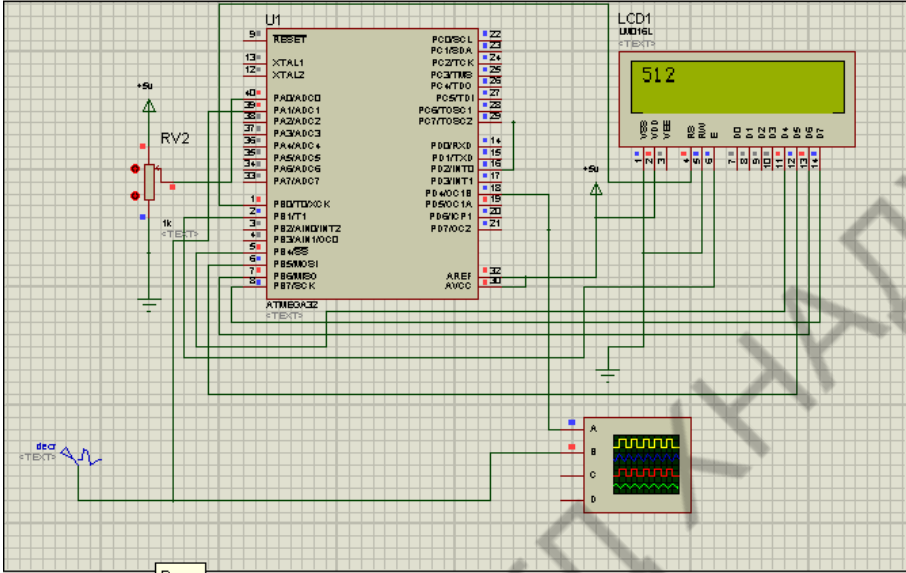 U1
LCD1
LM016L
<TEXT>
512
9 RESET
13 XTAL1
12 XTAL2
40 PA0/ADC0
39 PA1/ADC1
38 PA2/ADC2
37 PA3/ADC3
36 PA4/ADC4
35 PA5/ADC5
34 PA6/ADC6
33 PA7/ADC7
1 PB0/T0/XCK
2 PB1/T1
3 PB2/AIN0/INT2
4 PB3/AIN1/OC0
5 PB4/SS
6 PB5/MOSI
7 PB6/MISO
8 PB7/SCK
PC0/SCL 22
PC1/SDA 23
PC2/TCK 24
PC3/TMS 25
PC4/TDO 26
PC5/TDI 27
PC6/TOSC1 28
PC7/TOSC2 29
PD0/RXD 14
PD1/TXD 15
PD2/INT0 16
PD3/INT1 17
PD4/OC1B 18
PD5/OC1A 19
PD6/ICP1 20
PD7/OC2 21
AREF 32
AVCC 30
ATMEGA32
<TEXT>
VSS VDD VEE RS RW E D0 D1 D2 D3 D4 D5 D6 D7
1 2 3 4 5 6 7 8 9 10 11 12 13 14
+5u
RV2
1k
<TEXT>
+5u
<TEXT>
A
B
C
D